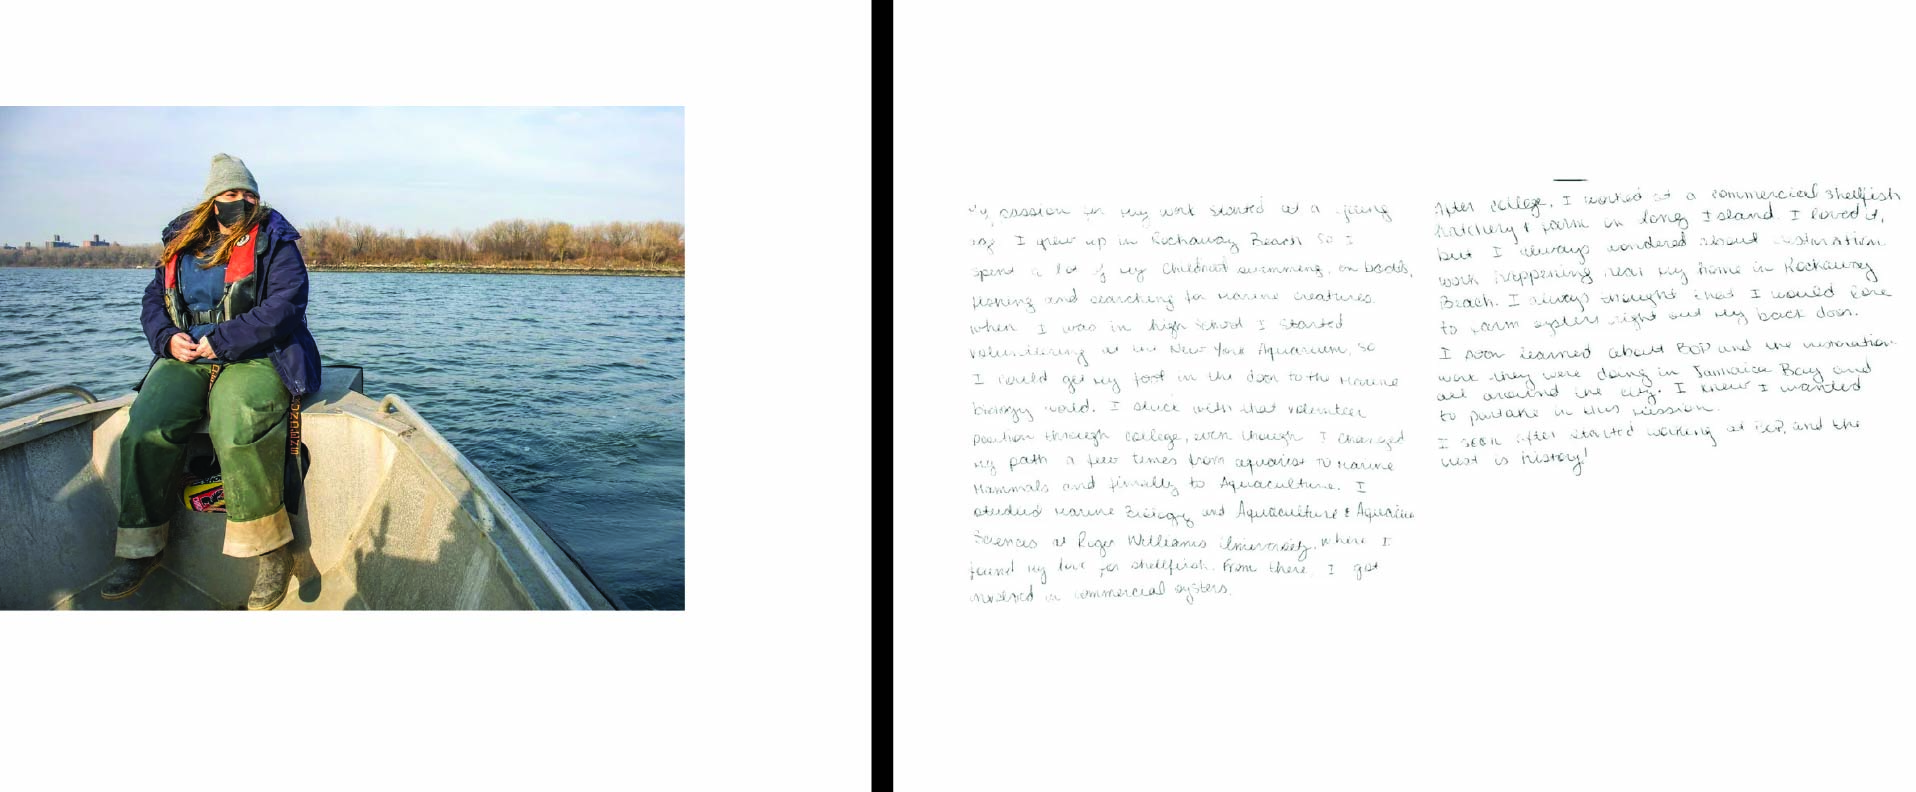 My passion for my work started at a young
age. I grew up in Rockaway Beach so I
spent a lot of my childhood swimming, on boats,
fishing and searching for marine creatures.
When I was in high school I started
volunteering at the New York Aquarium, so
I could get my foot in the door to the marine
biology world. I stuck with that volunteer
position through college, even though I changed
my path a few times from aquarist to marine
mammals and finally to Aquaculture. I
studied marine Biology and Aquaculture & Aquatic
Sciences at Roger Williams University, where I
found my love for shellfish. From there, I got
involved in commercial oysters.
After college, I worked at a commercial shellfish
hatchery & farm on long Island. I loved it,
but I always wondered about restoration
work happening near my home in Rockaway
Beach. I always thought that I would love
to farm oysters right out my back door.
I soon learned about BOP and the restoration
work they were doing in Jamaica Bay and
all around the city. I knew I wanted
to partake in this mission.
I soon after started working at BOP, and the
rest is history!